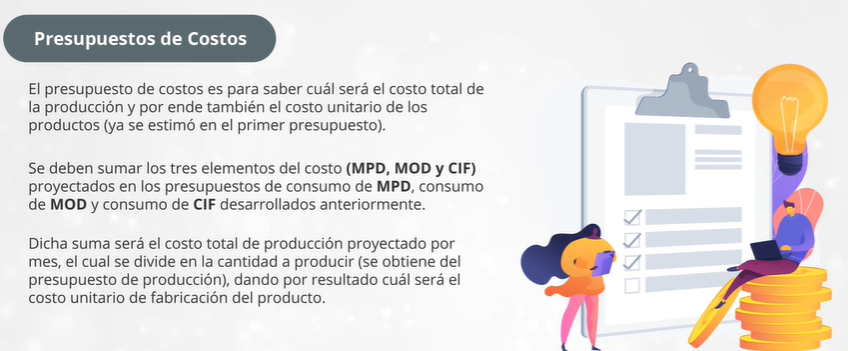 Presupuestos de Costos
El presupuesto de costos es para saber cuál será el costo total de
la producción y por ende también el costo unitario de los
productos (ya se estimó en el primer presupuesto).
Se deben sumar los tres elementos del costo (MPD, MOD y CIF)
proyectados en los presupuestos de consumo de MPD, consumo
de MOD y consumo de CIF desarrollados anteriormente.
Dicha suma será el costo total de producción proyectado por
mes, el cual se divide en la cantidad a producir (se obtiene del
presupuesto de producción), dando por resultado cuál será el
costo unitario de fabricación del producto.